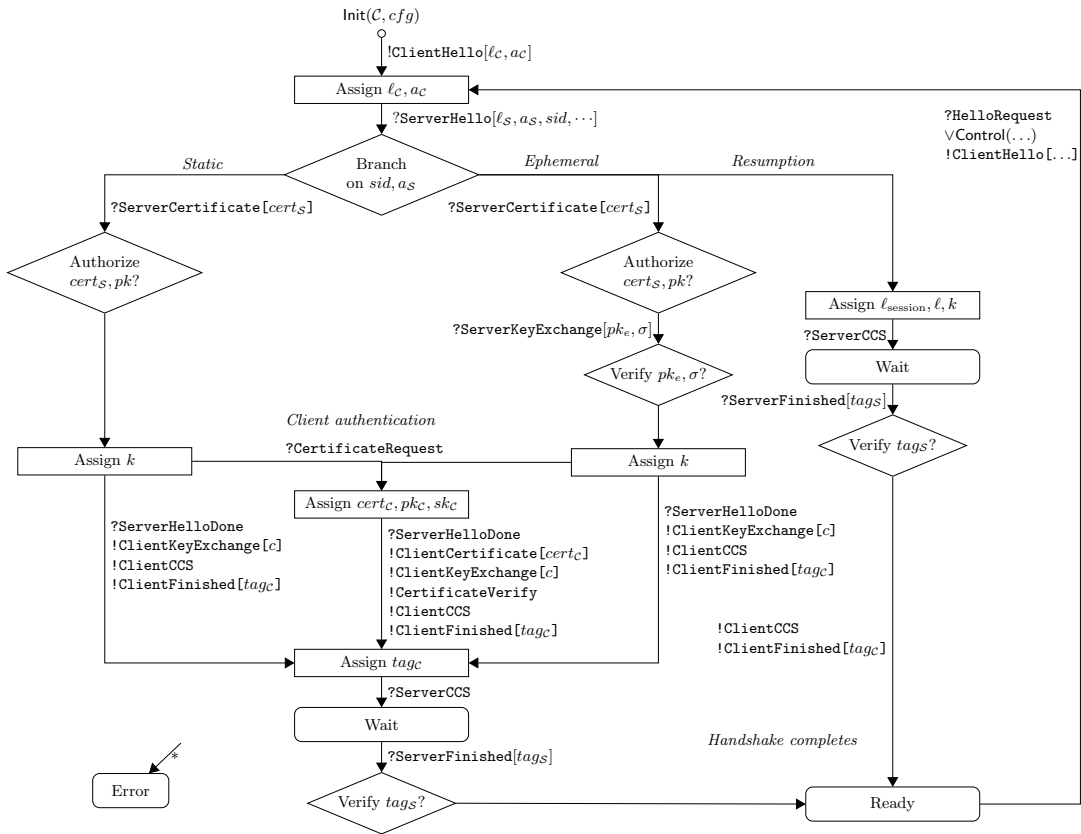 Init(𝒞, cfg)
!ClientHello[ℓ_𝒞, a_𝒞]
Assign ℓ_𝒞, a_𝒞
?ServerHello[ℓ_𝒮, a_𝒮, sid, ⋯]
?HelloRequest
∨Control(...)
!ClientHello[...]
Static
Branch
on sid, a_𝒮
Ephemeral
Resumption
?ServerCertificate[cert_𝒮]
?ServerCertificate[cert_𝒮]
Authorize
cert_𝒮, pk?
Authorize
cert_𝒮, pk?
Assign ℓ_session, ℓ, k
?ServerKeyExchange[pk_e, σ]
?ServerCCS
Wait
Verify pk_e, σ?
?ServerFinished[tag_𝒮]
Client authentication
Verify tag_𝒮?
?CertificateRequest
Assign k
Assign k
Assign cert_𝒞, pk_𝒞, sk_𝒞
?ServerHelloDone
!ClientKeyExchange[c]
!ClientCCS
!ClientFinished[tag_𝒞]
?ServerHelloDone
!ClientCertificate[cert_𝒞]
!ClientKeyExchange[c]
!CertificateVerify
!ClientCCS
!ClientFinished[tag_𝒞]
?ServerHelloDone
!ClientKeyExchange[c]
!ClientCCS
!ClientFinished[tag_𝒞]
!ClientCCS
!ClientFinished[tag_𝒞]
Assign tag_𝒞
?ServerCCS
Wait
Handshake completes
?ServerFinished[tag_𝒮]
*
Error
Verify tag_𝒮?
Ready